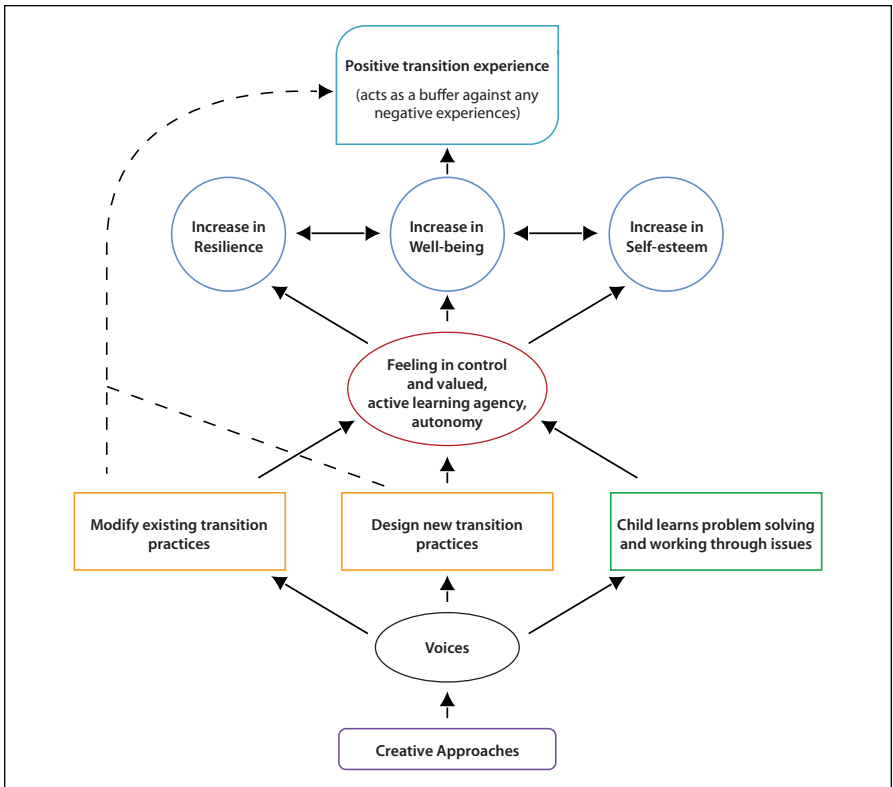 Positive transition experience
(acts as a buffer against any
negative experiences)
Increase in
Resilience
Increase in
Well-being
Increase in
Self-esteem
Feeling in control
and valued,
active learning agency,
autonomy
Modify existing transition
practices
Design new transition
practices
Child learns problem solving
and working through issues
Voices
Creative Approaches